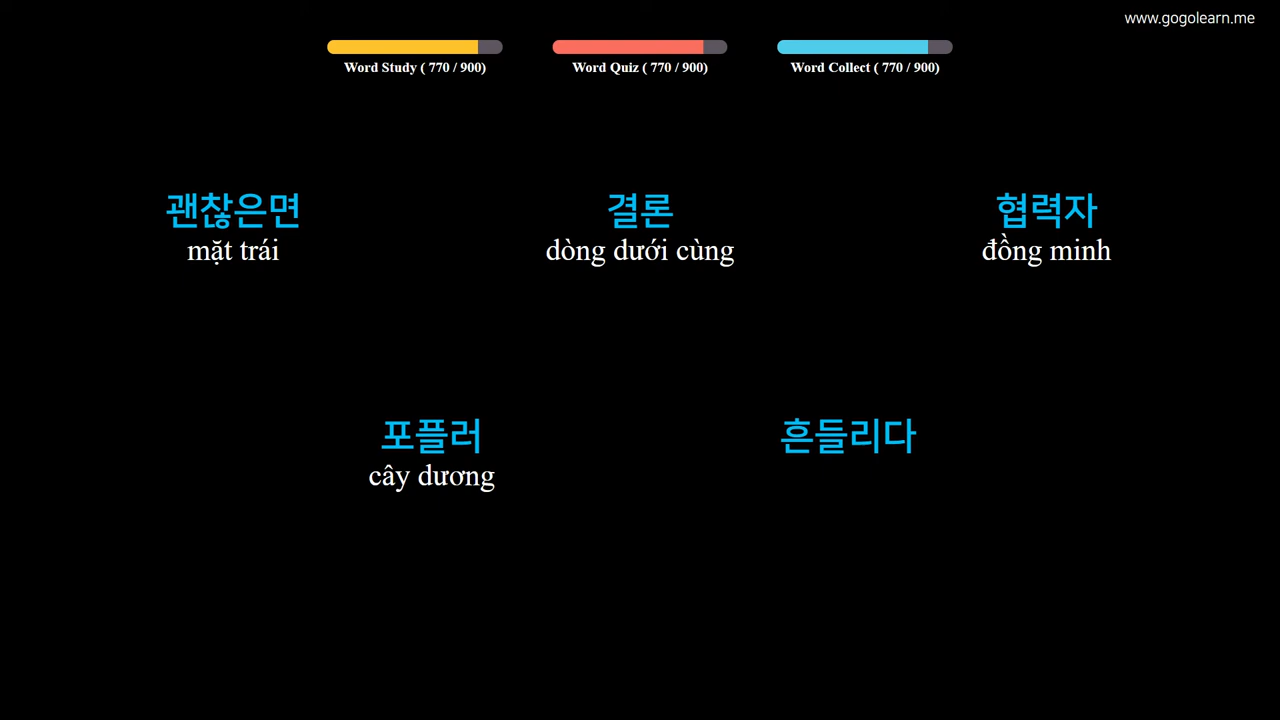 www.gogolearn.me
Word Study ( 770 / 900)
Word Quiz ( 770 / 900)
Word Collect ( 770 / 900)
괜찮은면
mặt trái
결론
dòng dưới cùng
협력자
đồng minh
포플러
cây dương
흔들리다